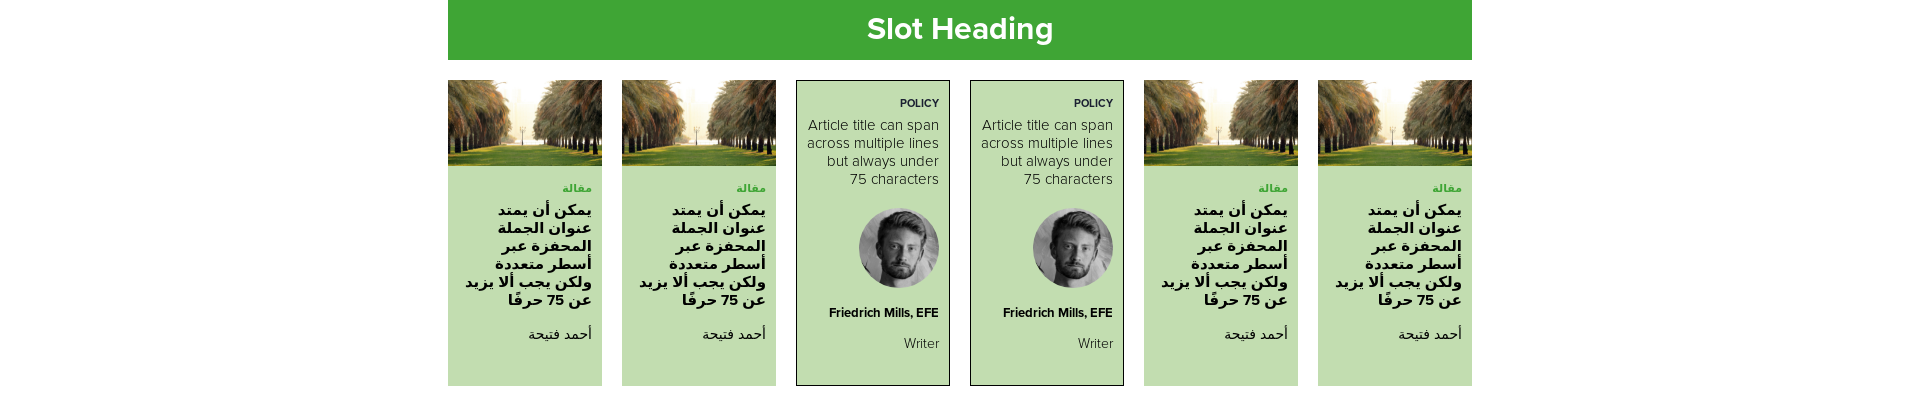 Slot Heading
مقالة
يمكن أن يمتد
عنوان الجملة
المحفزة عبر
أسطر متعددة
ولكن يجب ألا يزيد
عن 75 حرفًا
أحمد فتيحة
مقالة
يمكن أن يمتد
عنوان الجملة
المحفزة عبر
أسطر متعددة
ولكن يجب ألا يزيد
عن 75 حرفًا
أحمد فتيحة
POLICY
Article title can span
across multiple lines
but always under
75 characters
Friedrich Mills, EFE
Writer
POLICY
Article title can span
across multiple lines
but always under
75 characters
Friedrich Mills, EFE
Writer
مقالة
يمكن أن يمتد
عنوان الجملة
المحفزة عبر
أسطر متعددة
ولكن يجب ألا يزيد
عن 75 حرفًا
أحمد فتيحة
مقالة
يمكن أن يمتد
عنوان الجملة
المحفزة عبر
أسطر متعددة
ولكن يجب ألا يزيد
عن 75 حرفًا
أحمد فتيحة